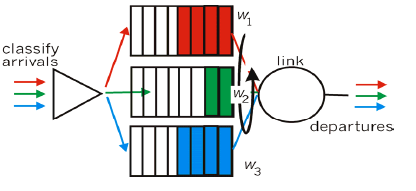 classify
arrivals
w1
w2
w3
link
departures